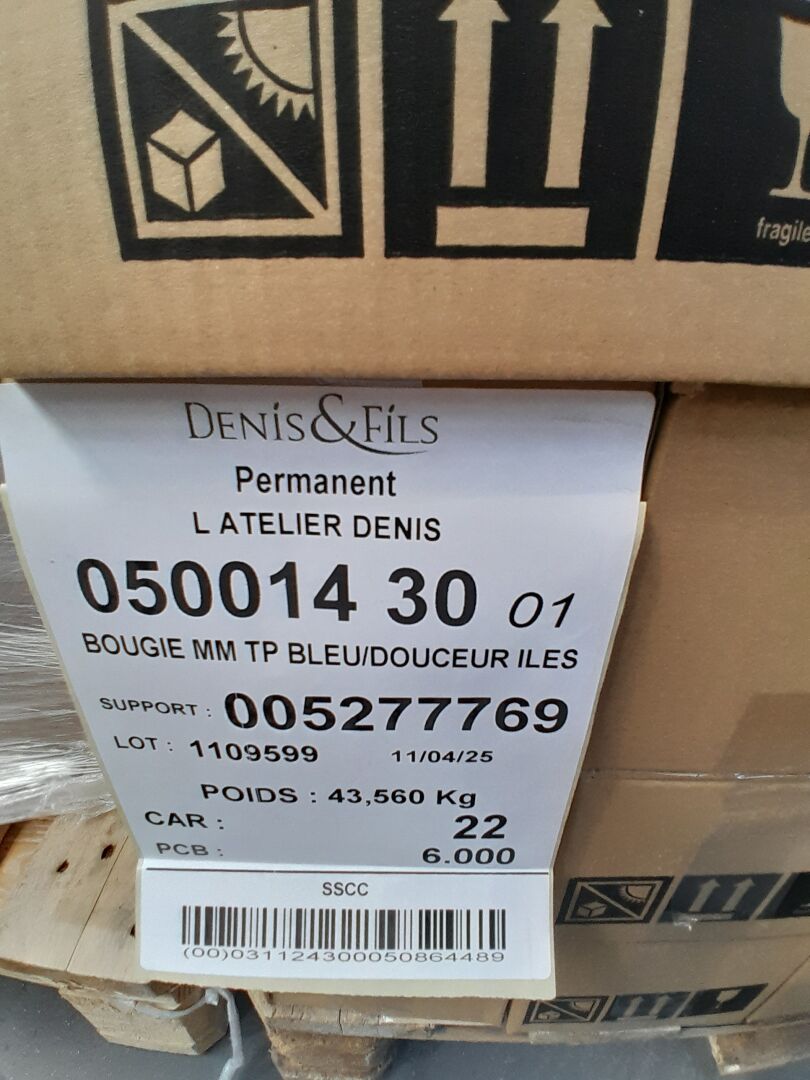 fragile
DENIS&FILS
Permanent
L ATELIER DENIS
050014 30 01
BOUGIE MM TP BLEU/DOUCEUR ILES
SUPPORT : 005277769
LOT : 1109599 11/04/25
POIDS : 43,560 Kg
CAR : 22
PCB : 6.000
SSCC
(00)031124300050864489